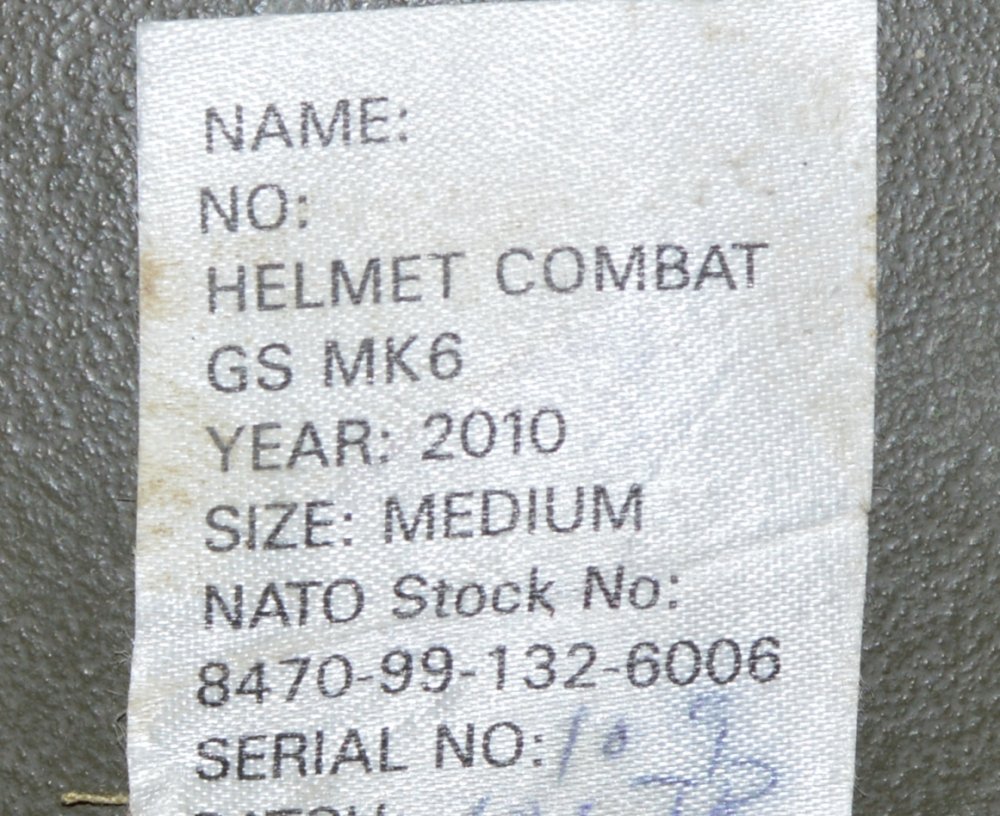 NAME:
NO:
HELMET COMBAT
GS MK6
YEAR: 2010
SIZE: MEDIUM
NATO Stock No:
8470-99-132-6006
SERIAL NO: